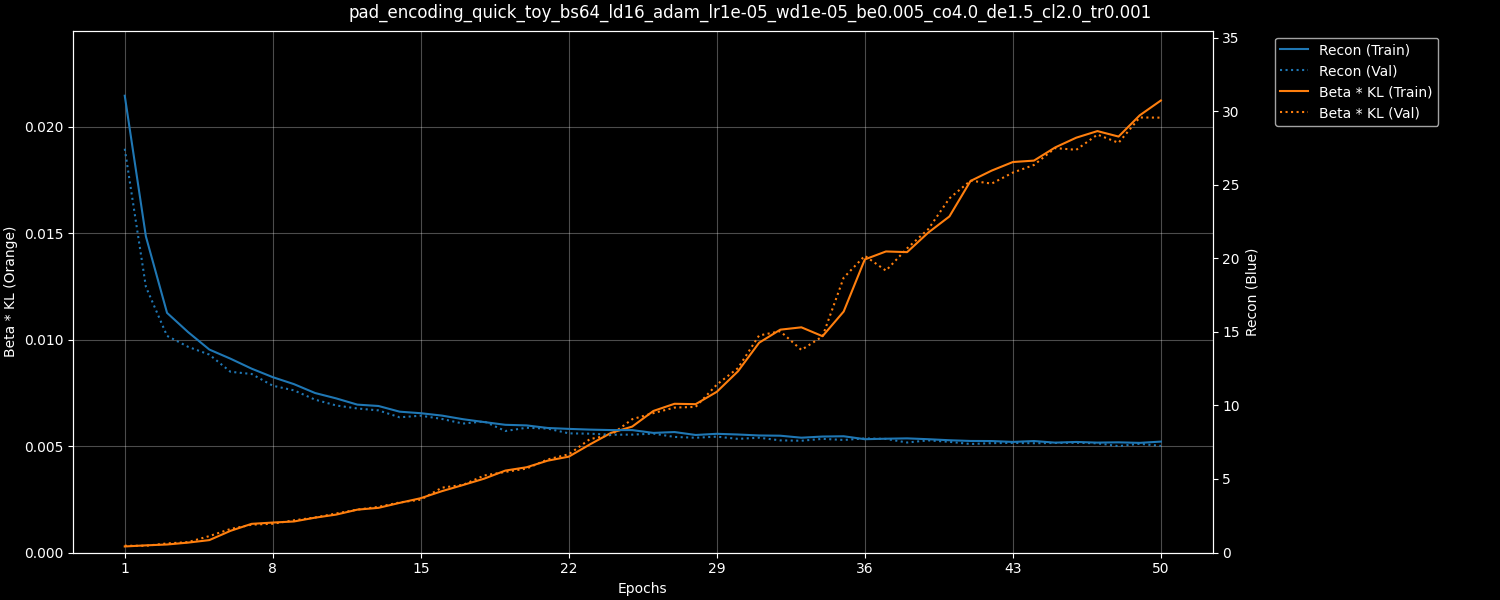 pad_encoding_quick_toy_bs64_ld16_adam_lr1e-05_wd1e-05_be0.005_co4.0_de1.5_cl2.0_tr0.001
Recon (Train)
Recon (Val)
Beta * KL (Train)
Beta * KL (Val)
Beta * KL (Orange)
0.020
0.015
0.010
0.005
0.000
35
30
25
20
15
10
5
0
Recon (Blue)
1 8 15 22 29 36 43 50
Epochs